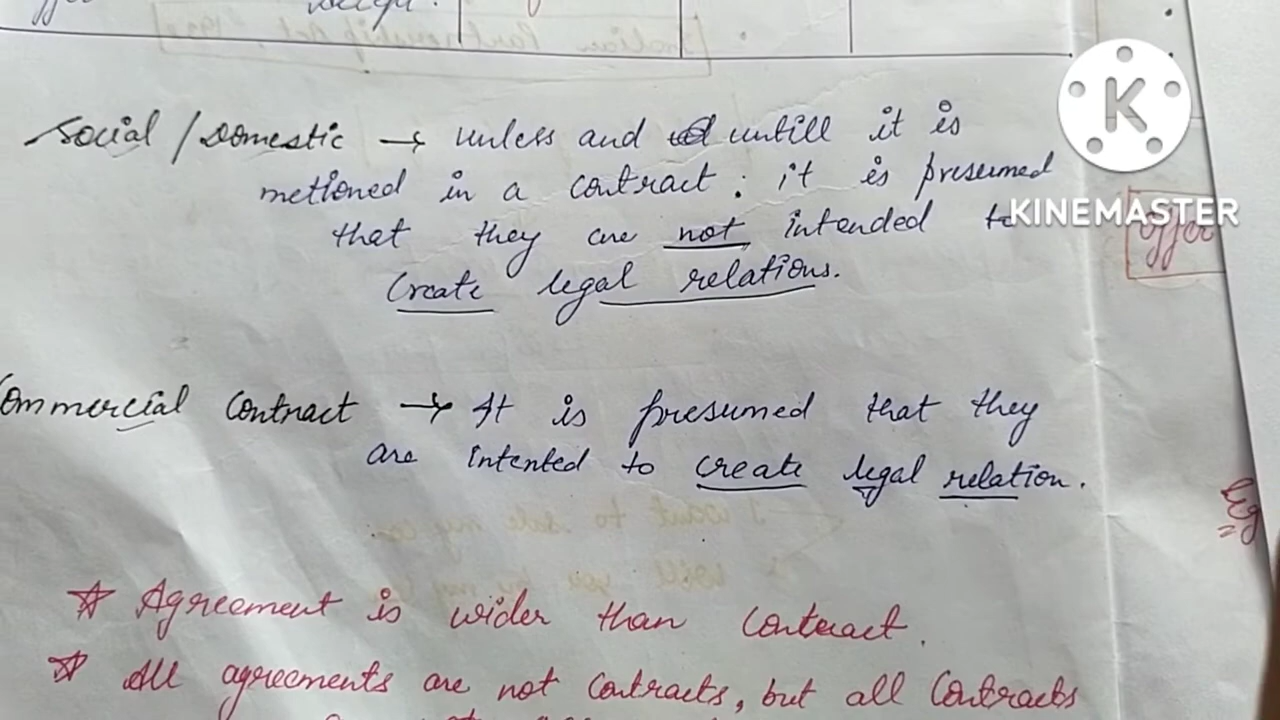 Social / Domestic → unless and untill it is
metioned in a contract : it is presumed
that they are not intended to
Create legal relations.
Commercial Contract → It is presumed that they
are intented to create legal relation.
☆ Agreement is wider than Contract.
☆ All agreements are not Contracts, but all Contracts
K
KINEMASTER
offer
Eg